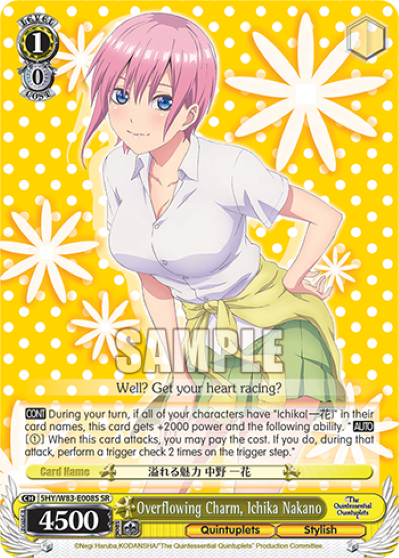 LEVEL
1
0
COST
SAMPLE
Well? Get your heart racing?
CONT During your turn, if all of your characters have "Ichika(一花)" in their
card names, this card gets +2000 power and the following ability. "AUTO
[(1)] When this card attacks, you may pay the cost. If you do, during that
attack, perform a trigger check 2 times on the trigger step."
Card Name 溢れる魅力 中野 一花
CH 5HY/W83-E008S SR
Overflowing Charm, Ichika Nakano
The
Quintessential
Quintuplets
4500
Quintuplets Stylish
©Negi Haruba,KODANSHA/"The Quintessential Quintuplets" Production Committee